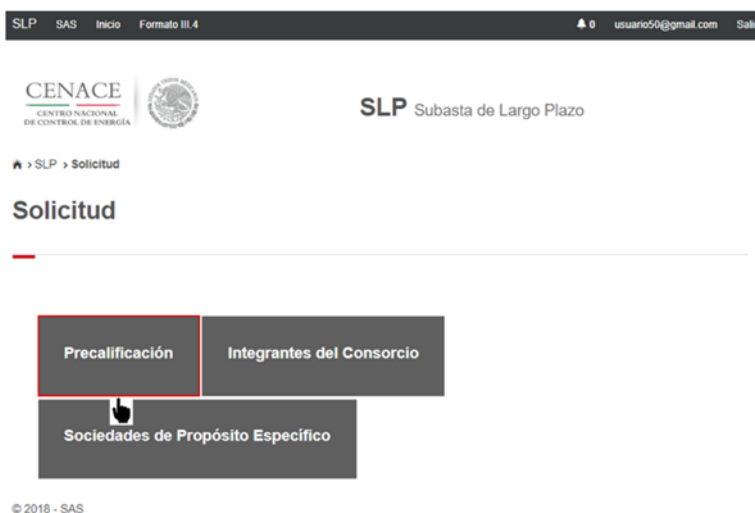 SLP SAS Inicio Formato III.4 0 usuario50@gmail.com
CENACE
CENTRO NACIONAL
DE CONTROL DE ENERGÍA
SLP Subasta de Largo Plazo
> SLP > Solicitud
Solicitud
Precalificación Integrantes del Consorcio
Sociedades de Propósito Específico
© 2018 - SAS